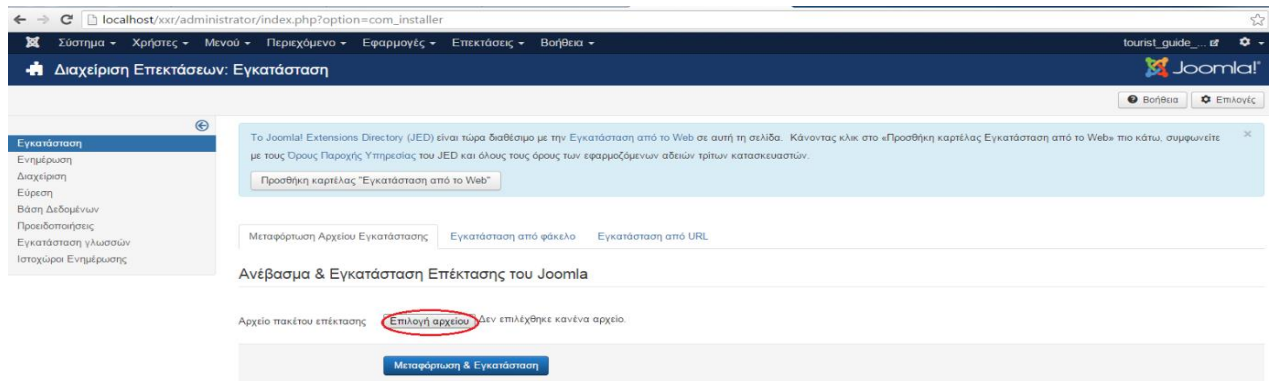 localhost/xxr/administrator/index.php?option=com_installer
Σύστημα Χρήστες Μενού Περιεχόμενο Εφαρμογές Επεκτάσεις Βοήθεια tourist_guide_...
Διαχείριση Επεκτάσεων: Εγκατάσταση Joomla!
Βοήθεια Επιλογές
Εγκατάσταση
Ενημέρωση
Διαχείριση
Εύρεση
Βάση Δεδομένων
Προειδοποιήσεις
Εγκατάσταση γλωσσών
Ιστοχώροι Ενημέρωσης
Το Joomla! Extensions Directory (JED) είναι τώρα διαθέσιμο με την Εγκατάσταση από το Web σε αυτή τη σελίδα. Κάνοντας κλικ στο «Προσθήκη καρτέλας Εγκατάσταση από το Web» πιο κάτω, συμφωνείτε
με τους Όρους Παροχής Υπηρεσίας του JED και όλους τους όρους των εφαρμοζόμενων αδειών τρίτων κατασκευαστών.
Προσθήκη καρτέλας "Εγκατάσταση από το Web"
Μεταφόρτωση Αρχείου Εγκατάστασης Εγκατάσταση από φάκελο Εγκατάσταση από URL
Ανέβασμα & Εγκατάσταση Επέκτασης του Joomla
Αρχείο πακέτου επέκτασης Επιλογή αρχείου Δεν επιλέχθηκε κανένα αρχείο.
Μεταφόρτωση & Εγκατάσταση